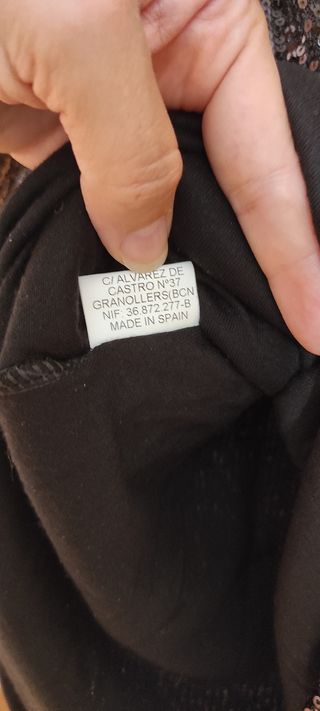 C/ ALVAREZ DE
CASTRO Nº37
GRANOLLERS(BCN
NIF: 36.872.277-B
MADE IN SPAIN